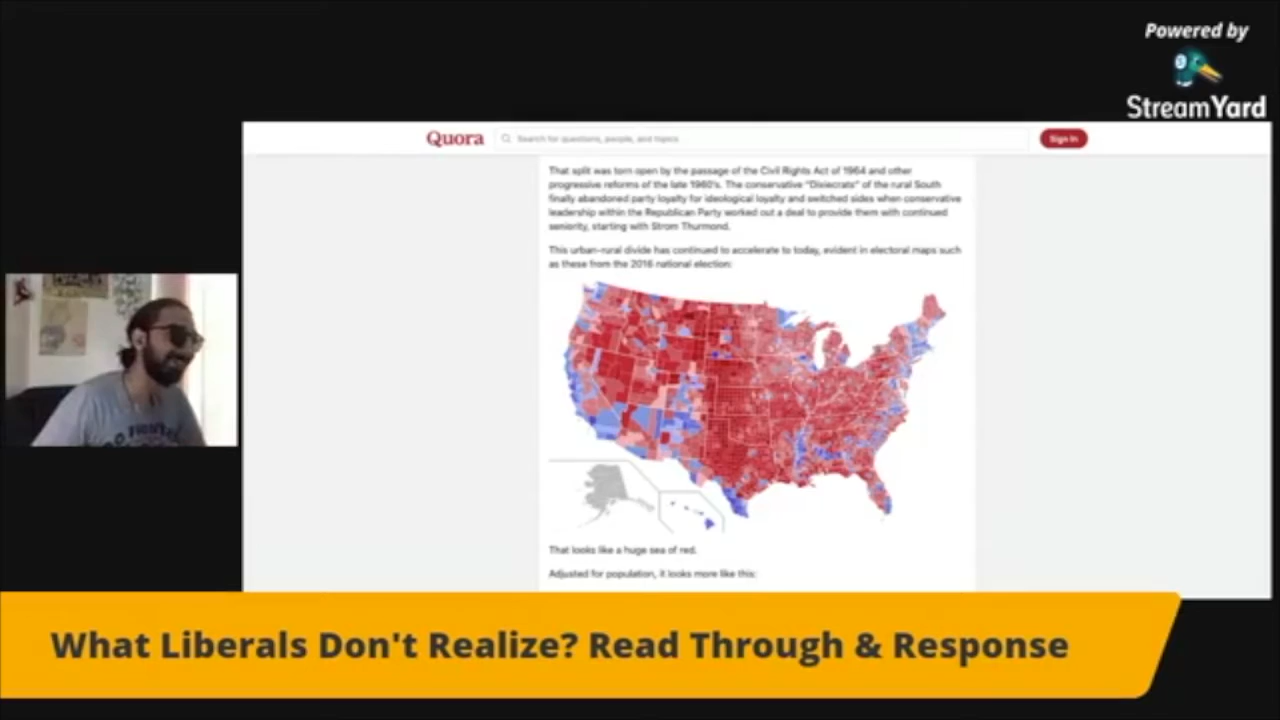 Powered by
StreamYard
Quora
Search for questions, people, and topics
Sign In
That split was torn open by the passage of the Civil Rights Act of 1964 and other
progressive reforms of the late 1960's. The conservative "Dixiecrats" of the rural South
finally abandoned party loyalty for ideological loyalty and switched sides when conservative
leadership within the Republican Party worked out a deal to provide them with continued
seniority, starting with Strom Thurmond.
This urban-rural divide has continued to accelerate to today, evident in electoral maps such
as these from the 2016 national election:
That looks like a huge sea of red.
Adjusted for population, it looks more like this:
What Liberals Don't Realize? Read Through & Response